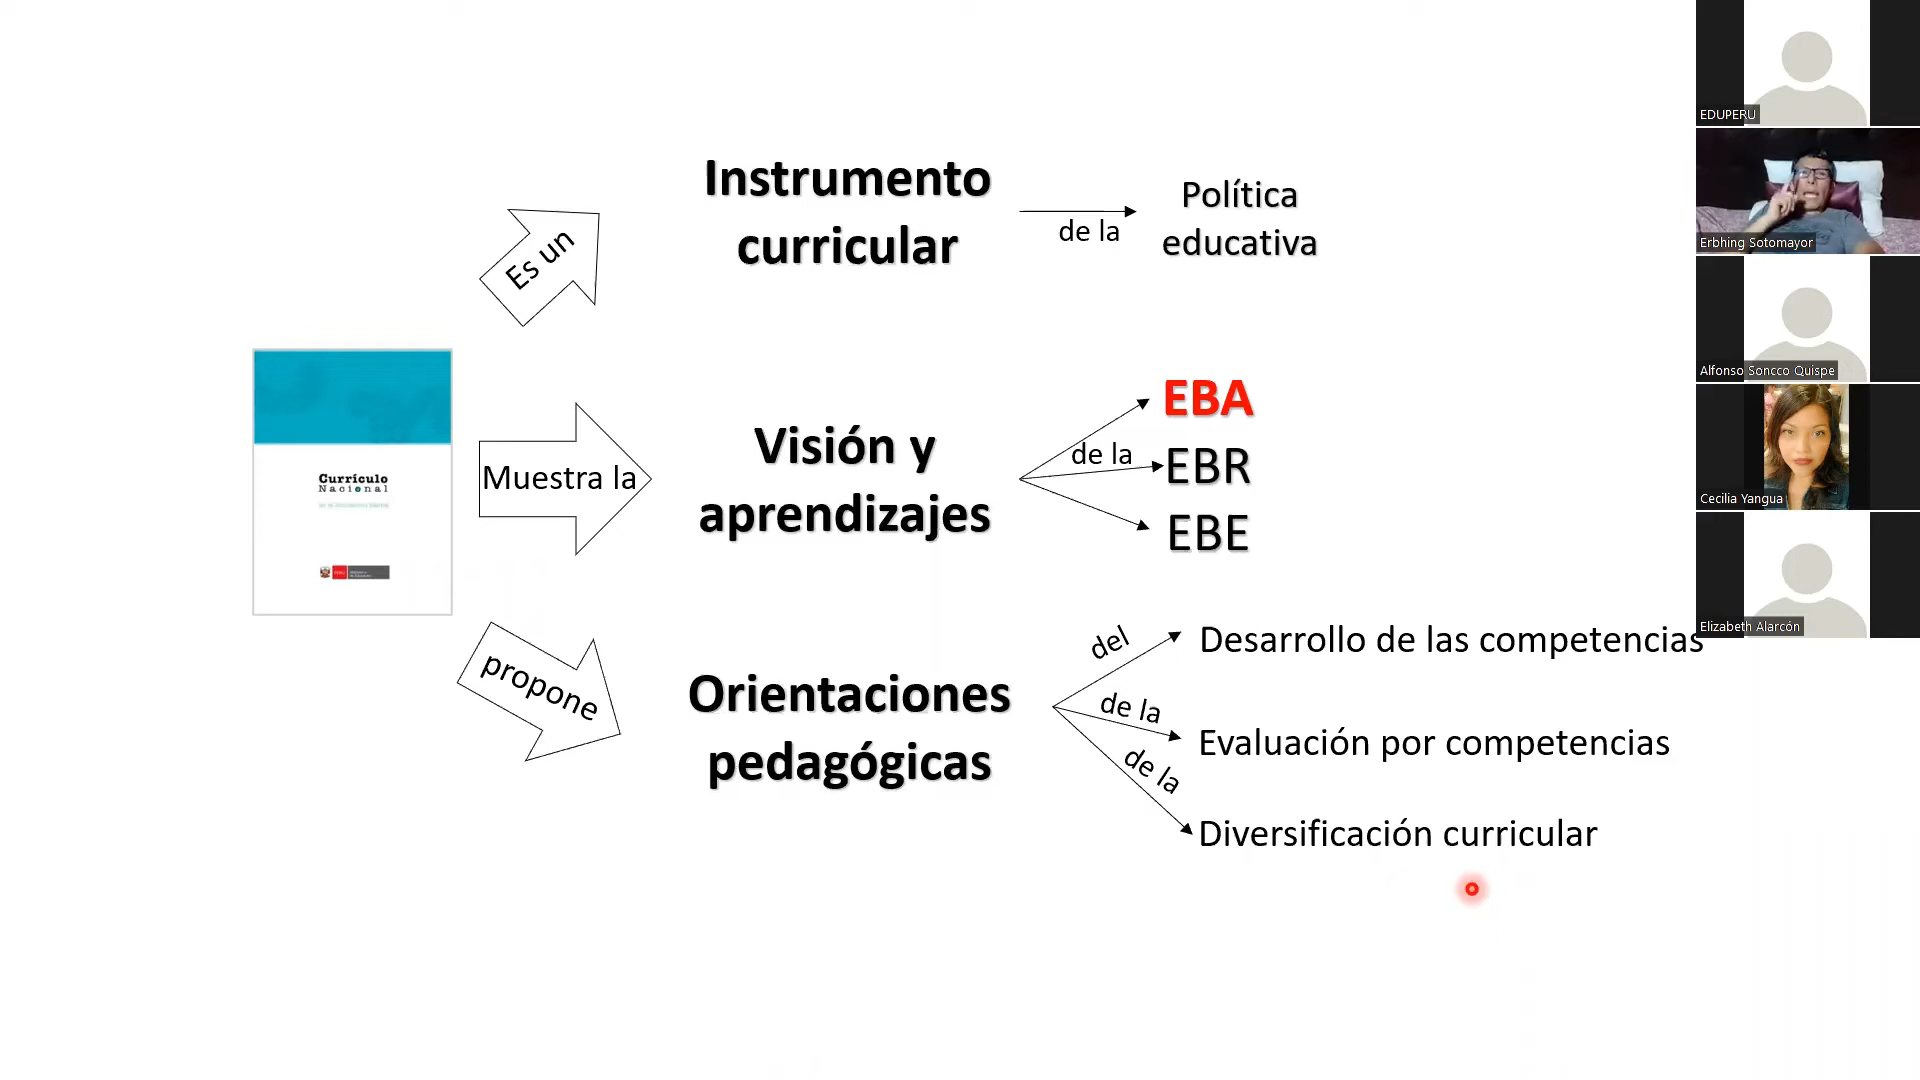 Es un
Instrumento
curricular
de la
Política
educativa
Currículo
Nacional
PERÚ
Muestra la
Visión y
aprendizajes
de la
EBA
EBR
EBE
propone
Orientaciones
pedagógicas
del
Desarrollo de las competencias
de la
Evaluación por competencias
de la
Diversificación curricular
EDUPERU
Erbhing Sotomayor
Alfonso Soncco Quispe
Cecilia Yangua
Elizabeth Alarcón